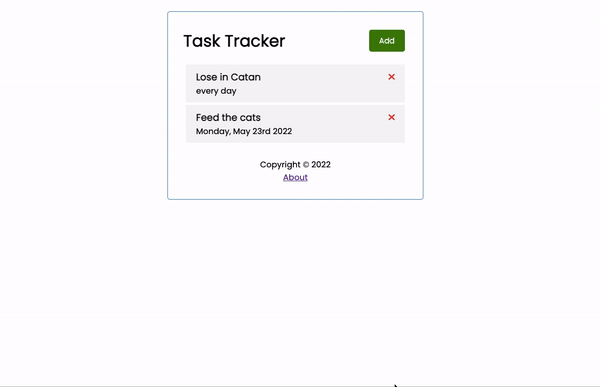 Task Tracker
Add
Lose in Catan
every day
Feed the cats
Monday, May 23rd 2022
Copyright © 2022
About